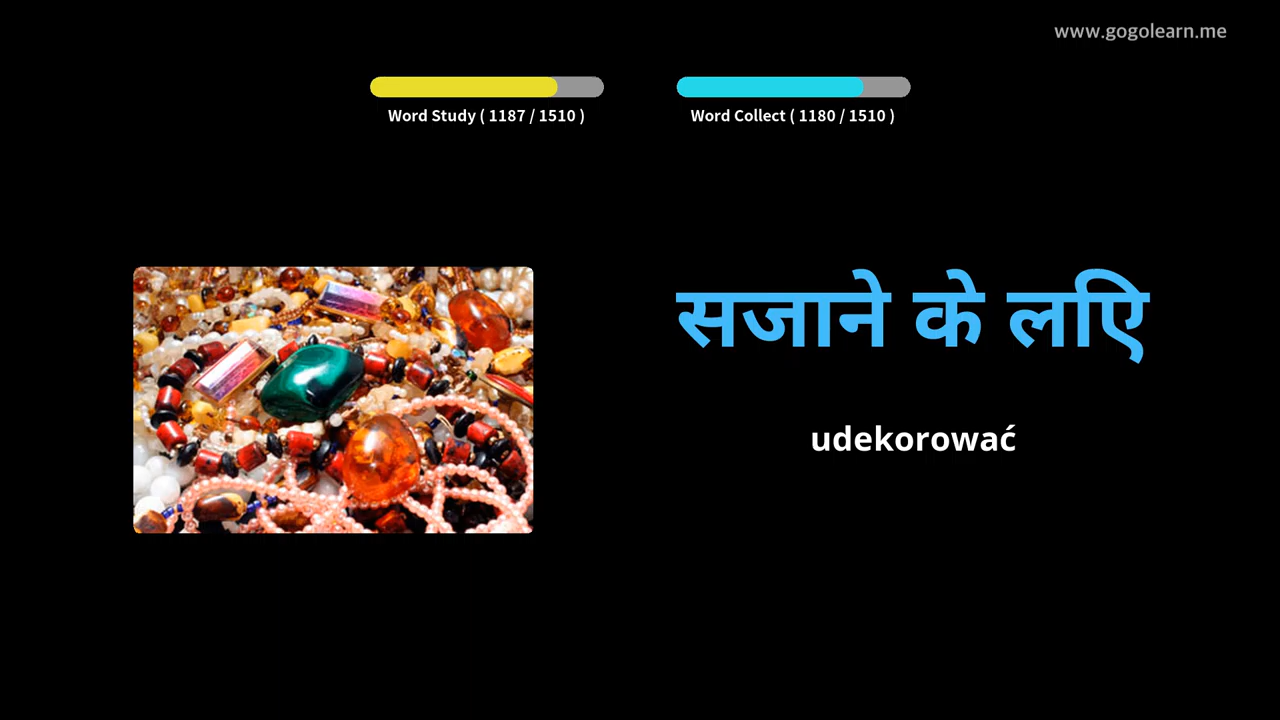 www.gogolearn.me
Word Study ( 1187 / 1510 )
Word Collect ( 1180 / 1510 )
सजाने के लिए
udekorować